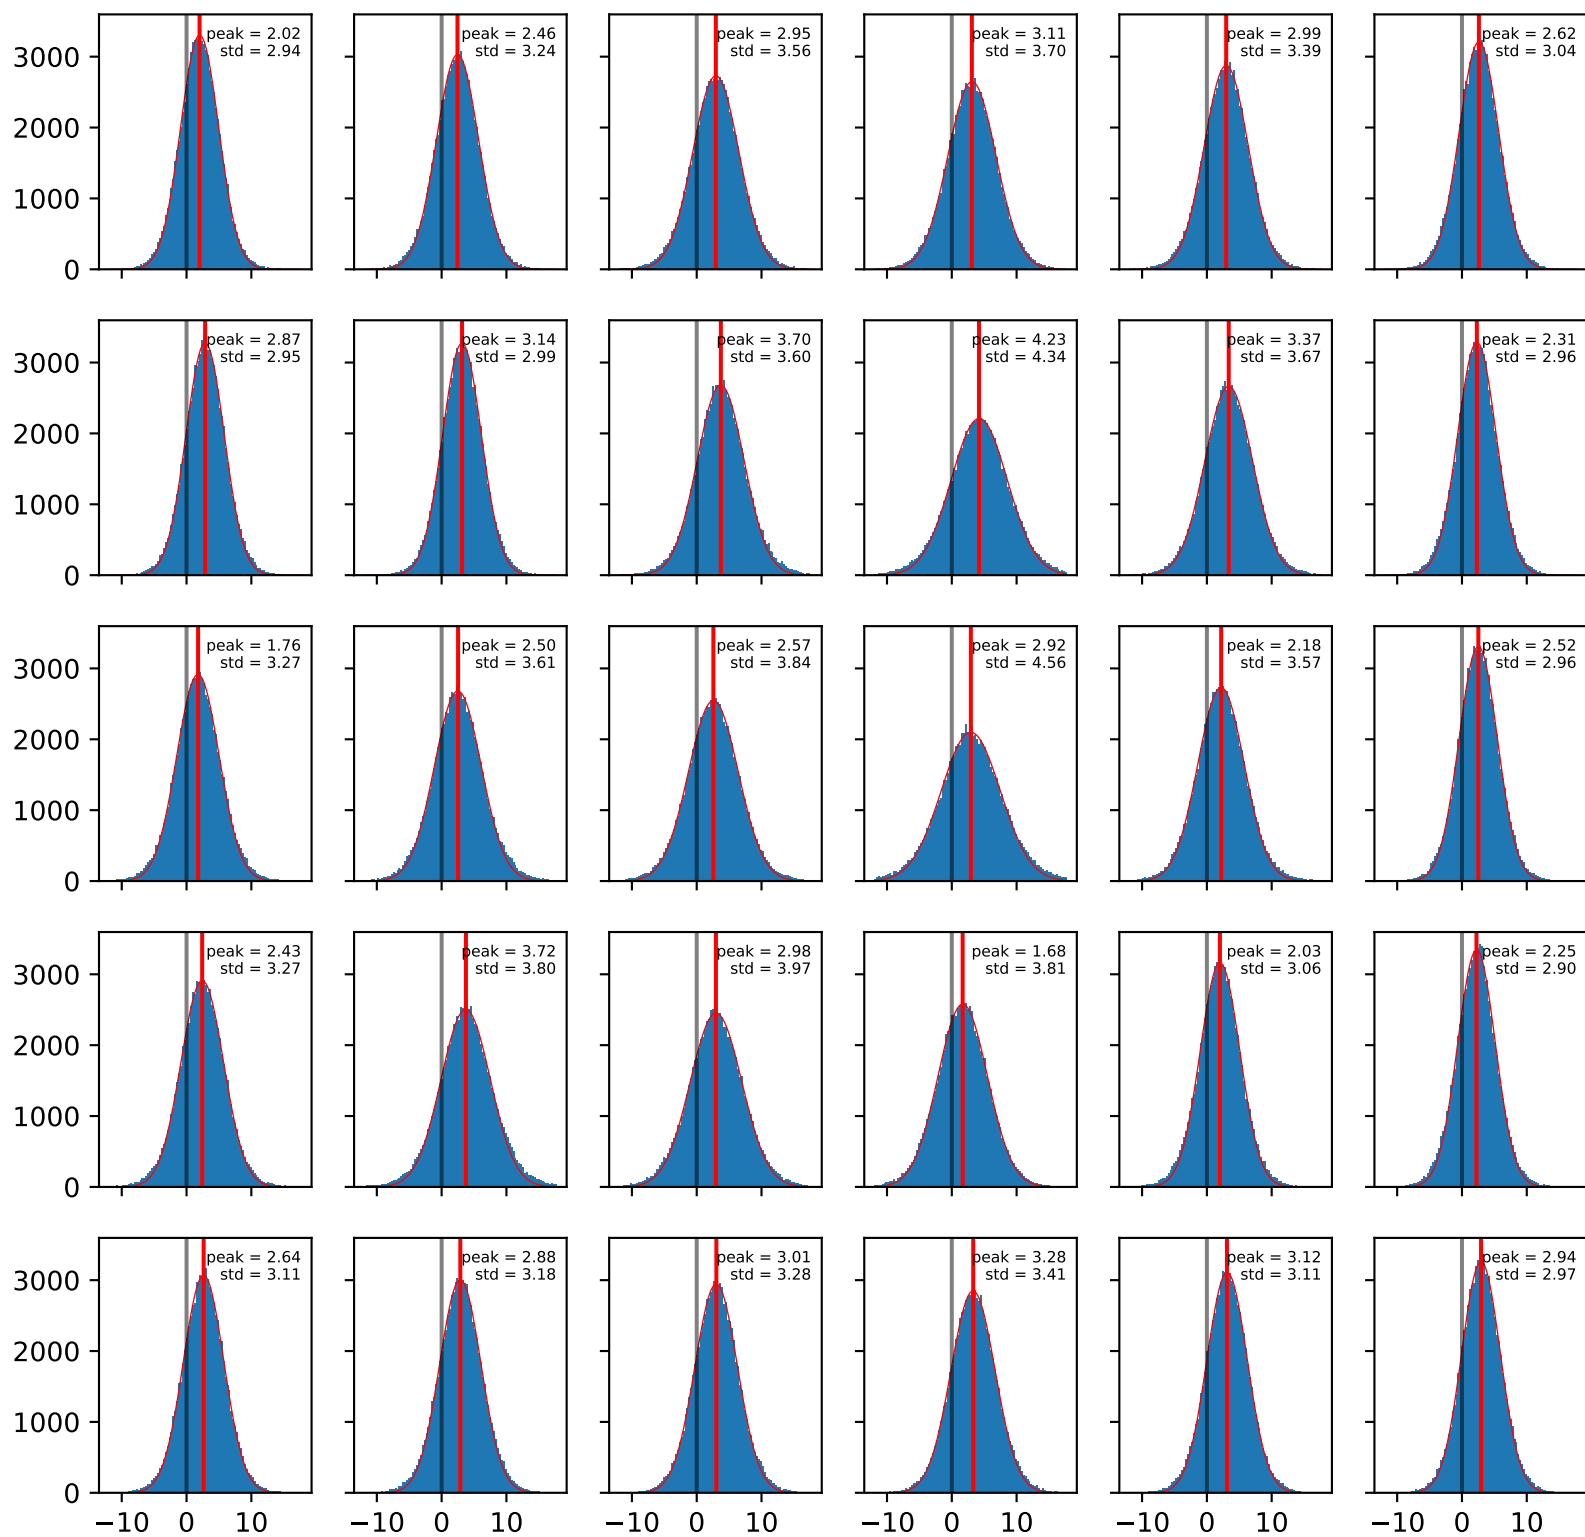 peak = 2.02
std = 2.94
peak = 2.46
std = 3.24
peak = 2.95
std = 3.56
peak = 3.11
std = 3.70
peak = 2.99
std = 3.39
peak = 2.62
std = 3.04
3000
2000
1000
0
−10 0 10
−10 0 10
−10 0 10
−10 0 10
−10 0 10
−10 0 10
peak = 2.87
std = 2.95
peak = 3.14
std = 2.99
peak = 3.70
std = 3.60
peak = 4.23
std = 4.34
peak = 3.37
std = 3.67
peak = 2.31
std = 2.96
3000
2000
1000
0
peak = 1.76
std = 3.27
peak = 2.50
std = 3.61
peak = 2.57
std = 3.84
peak = 2.92
std = 4.56
peak = 2.18
std = 3.57
peak = 2.52
std = 2.96
3000
2000
1000
0
peak = 2.43
std = 3.27
peak = 3.72
std = 3.80
peak = 2.98
std = 3.97
peak = 1.68
std = 3.81
peak = 2.03
std = 3.06
peak = 2.25
std = 2.90
3000
2000
1000
0
peak = 2.64
std = 3.11
peak = 2.88
std = 3.18
peak = 3.01
std = 3.28
peak = 3.28
std = 3.41
peak = 3.12
std = 3.11
peak = 2.94
std = 2.97
3000
2000
1000
0